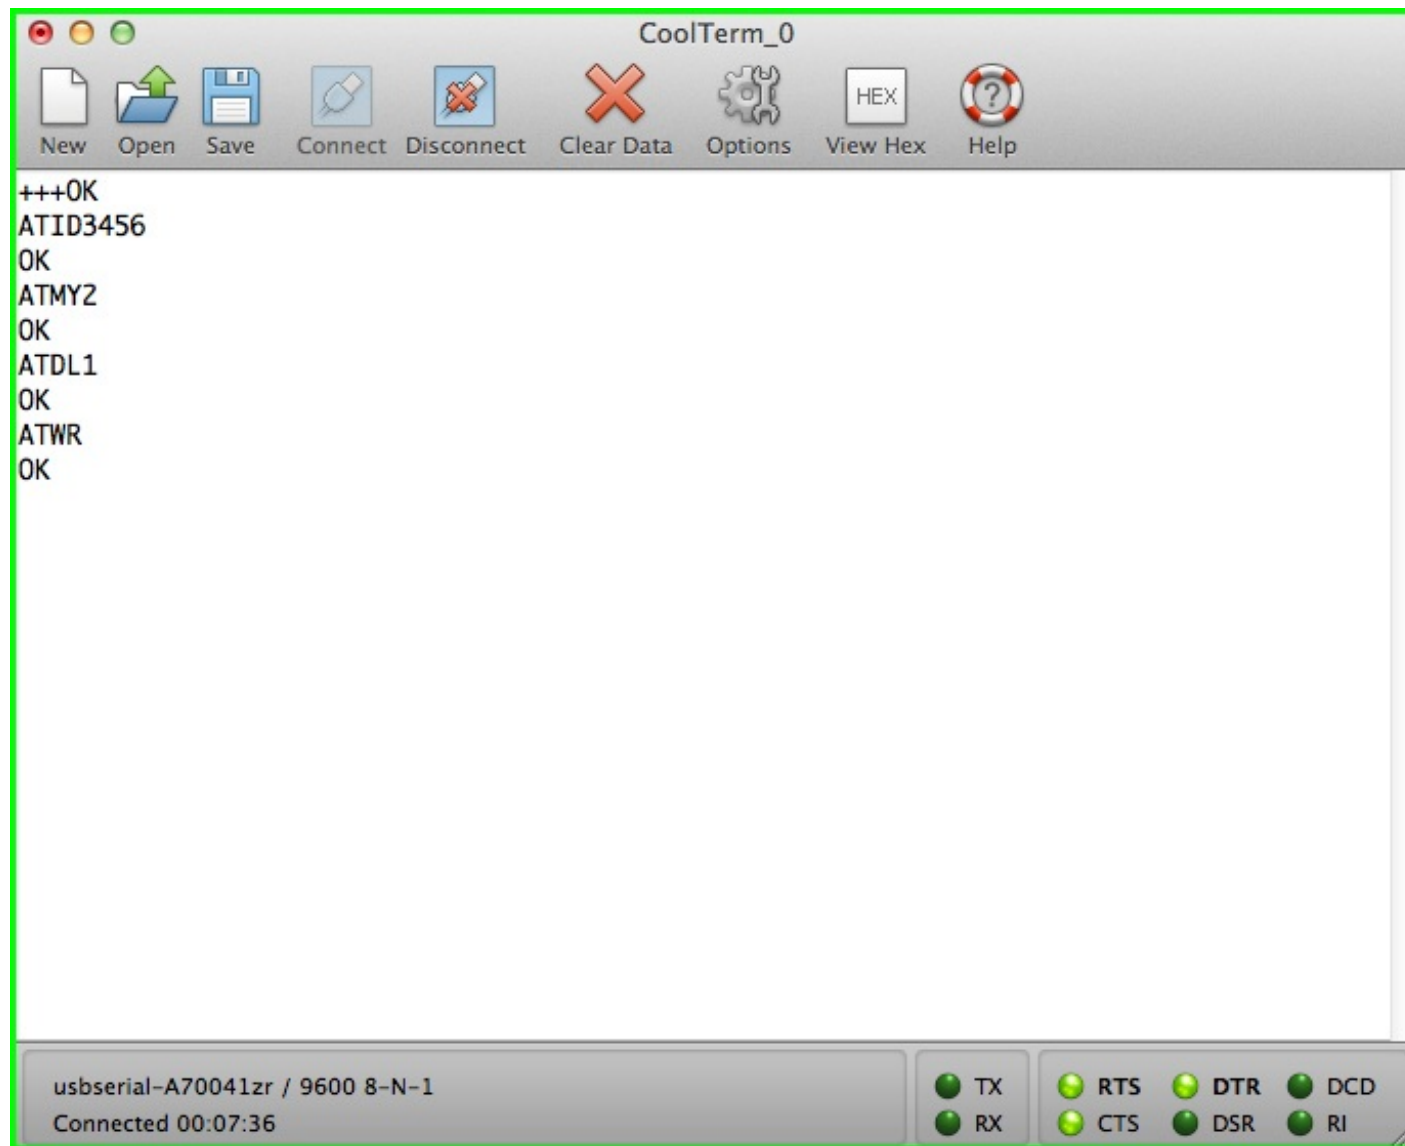 CoolTerm_0
New Open Save Connect Disconnect Clear Data Options HEX View Hex ? Help
+++OK
ATID3456
OK
ATMY2
OK
ATDL1
OK
ATWR
OK
usbserial-A70041zr / 9600 8-N-1
Connected 00:07:36
TX
RX
RTS DTR DCD
CTS DSR RI